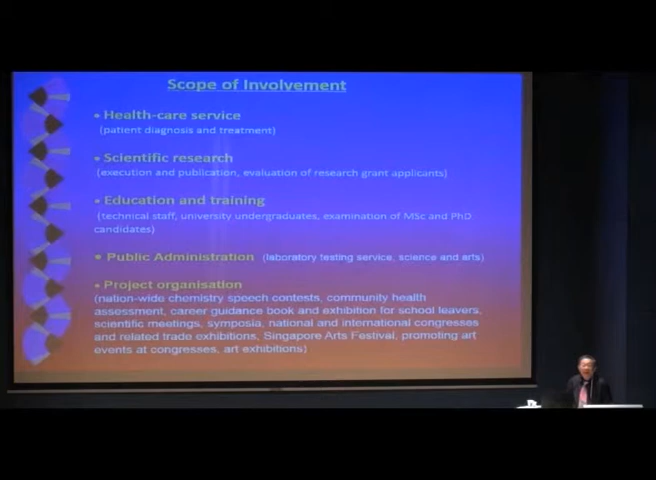 Scope of Involvement
• Health-care service
(patient diagnosis and treatment)
• Scientific research
(execution and publication, evaluation of research grant applicants)
• Education and training
(technical staff, university undergraduates, examination of MSc and PhD
candidates)
• Public Administration (laboratory testing service, science and arts)
• Project organisation
(nation-wide chemistry speech contests, community health
assessment, career guidance book and exhibition for school leavers,
scientific meetings, symposia, national and international congresses
and related trade exhibitions, Singapore Arts Festival, promoting art
events at congresses, art exhibitions)